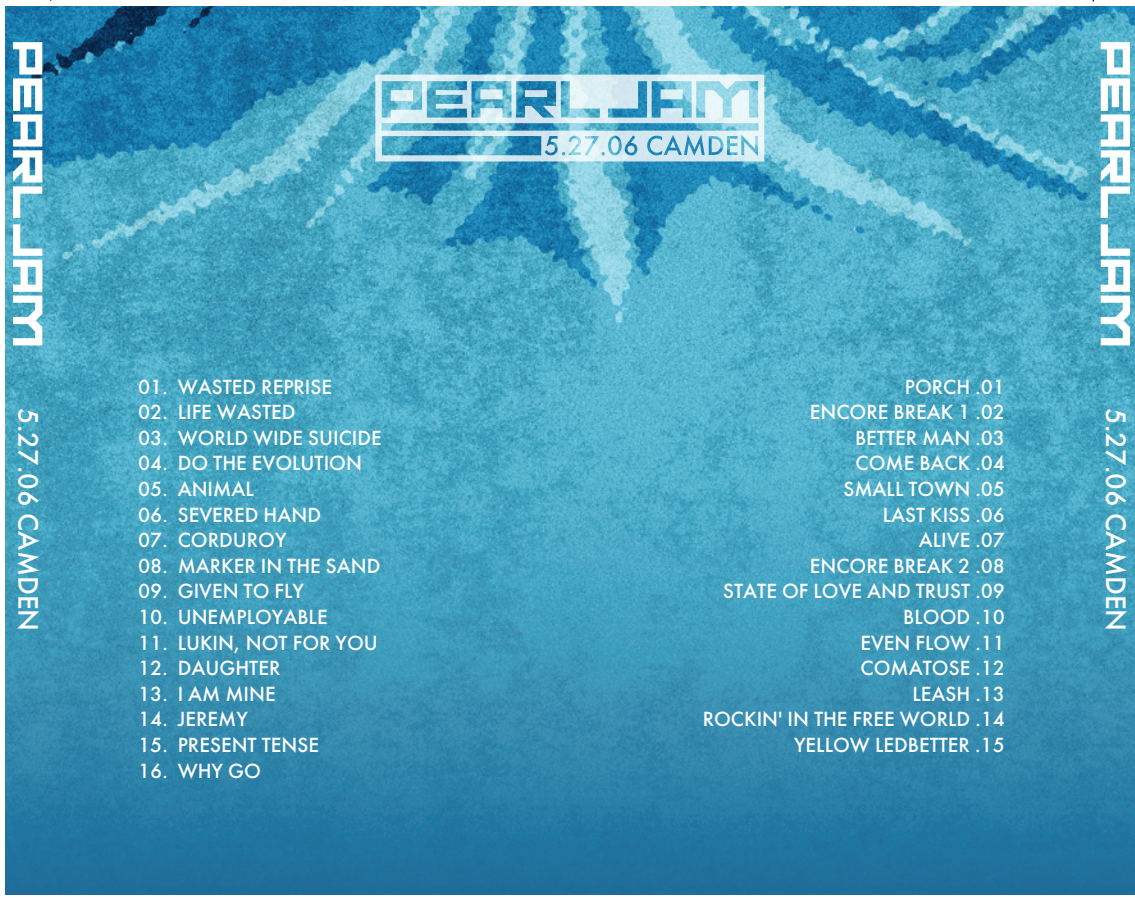 PEARL JAM
5.27.06 CAMDEN
PEARL JAM
5.27.06 CAMDEN
01. WASTED REPRISE
02. LIFE WASTED
03. WORLD WIDE SUICIDE
04. DO THE EVOLUTION
05. ANIMAL
06. SEVERED HAND
07. CORDUROY
08. MARKER IN THE SAND
09. GIVEN TO FLY
10. UNEMPLOYABLE
11. LUKIN, NOT FOR YOU
12. DAUGHTER
13. I AM MINE
14. JEREMY
15. PRESENT TENSE
16. WHY GO
PORCH .01
ENCORE BREAK 1 .02
BETTER MAN .03
COME BACK .04
SMALL TOWN .05
LAST KISS .06
ALIVE .07
ENCORE BREAK 2 .08
STATE OF LOVE AND TRUST .09
BLOOD .10
EVEN FLOW .11
COMATOSE .12
LEASH .13
ROCKIN' IN THE FREE WORLD .14
YELLOW LEDBETTER .15
PEARL JAM
5.27.06 CAMDEN